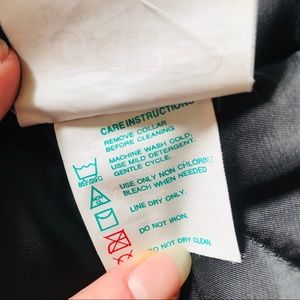 CARE INSTRUCTIONS
REMOVE COLLAR
BEFORE CLEANING
MACHINE WASH COLD,
USE MILD DETERGENT,
GENTLE CYCLE.
USE ONLY NON CHLORINE
BLEACH WHEN NEEDED
LINE DRY ONLY.
DO NOT IRON.
DO NOT DRY CLEAN.